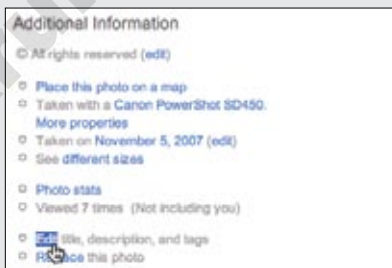 Additional Information
© All rights reserved (edit)
Place this photo on a map
Taken with a Canon PowerShot SD450.
More properties
Taken on November 5, 2007 (edit)
See different sizes
Photo stats
Viewed 7 times (Not including you)
Edit title, description, and tags
this photo